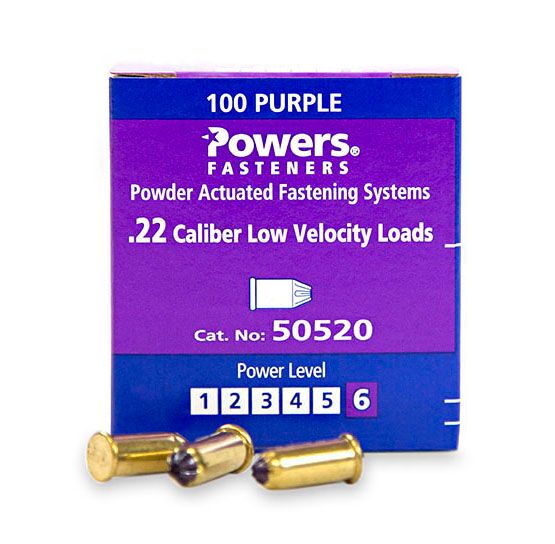 100 PURPLE
Powers®
FASTENERS
Powder Actuated Fastening Systems
.22 Caliber Low Velocity Loads
Cat. No: 50520
Power Level
1 2 3 4 5 6